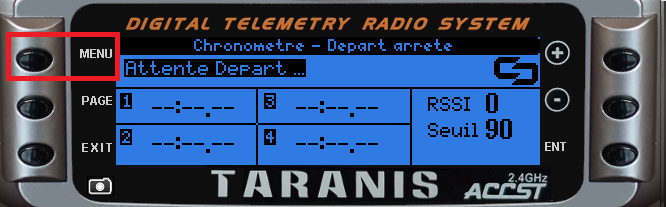 DIGITAL TELEMETRY RADIO SYSTEM
Chronometre - Depart arrete
MENU
Attente Depart ...
+
PAGE
1 --:--.--
3 --:--.--
RSSI 0
-
EXIT
2 --:--.--
4 --:--.--
Seuil 90
ENT
TARANIS
2.4GHz
ACCST